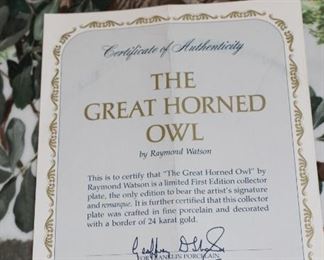 Certificate of Authenticity
THE
GREAT HORNED
OWL
by Raymond Watson
This is to certify that "The Great Horned Owl" by
Raymond Watson is a limited First Edition collector
plate, the only edition to bear the artist's signature
and remarque. It is further certified that this collector
plate was crafted in fine porcelain and decorated
with a border of 24 karat gold.
FOR FRANKLIN PORCELAIN